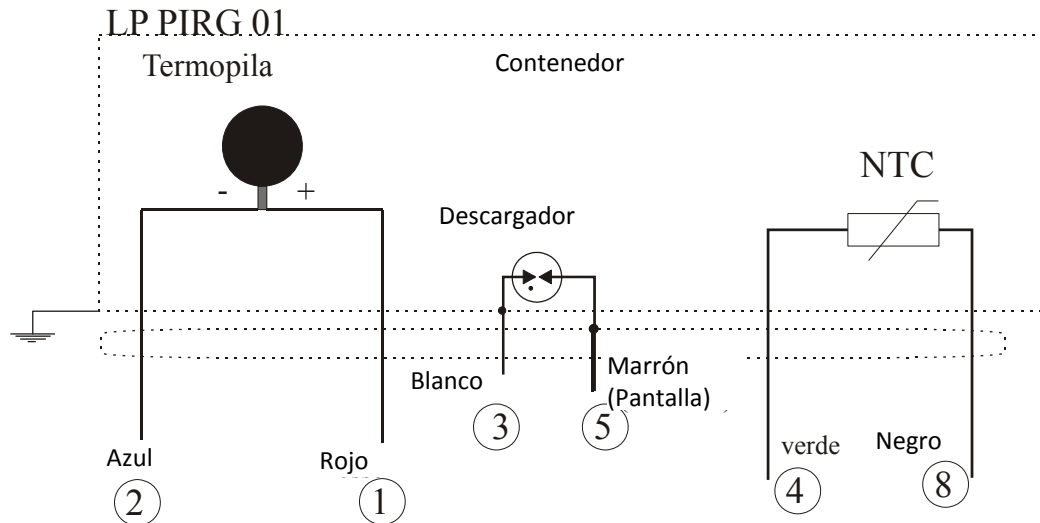 LP PIRG 01
Termopila
Contenedor
- +
NTC
Descargador
Blanco
Marrón
(Pantalla)
3
5
Azul
Rojo
verde
Negro
2
1
4
8